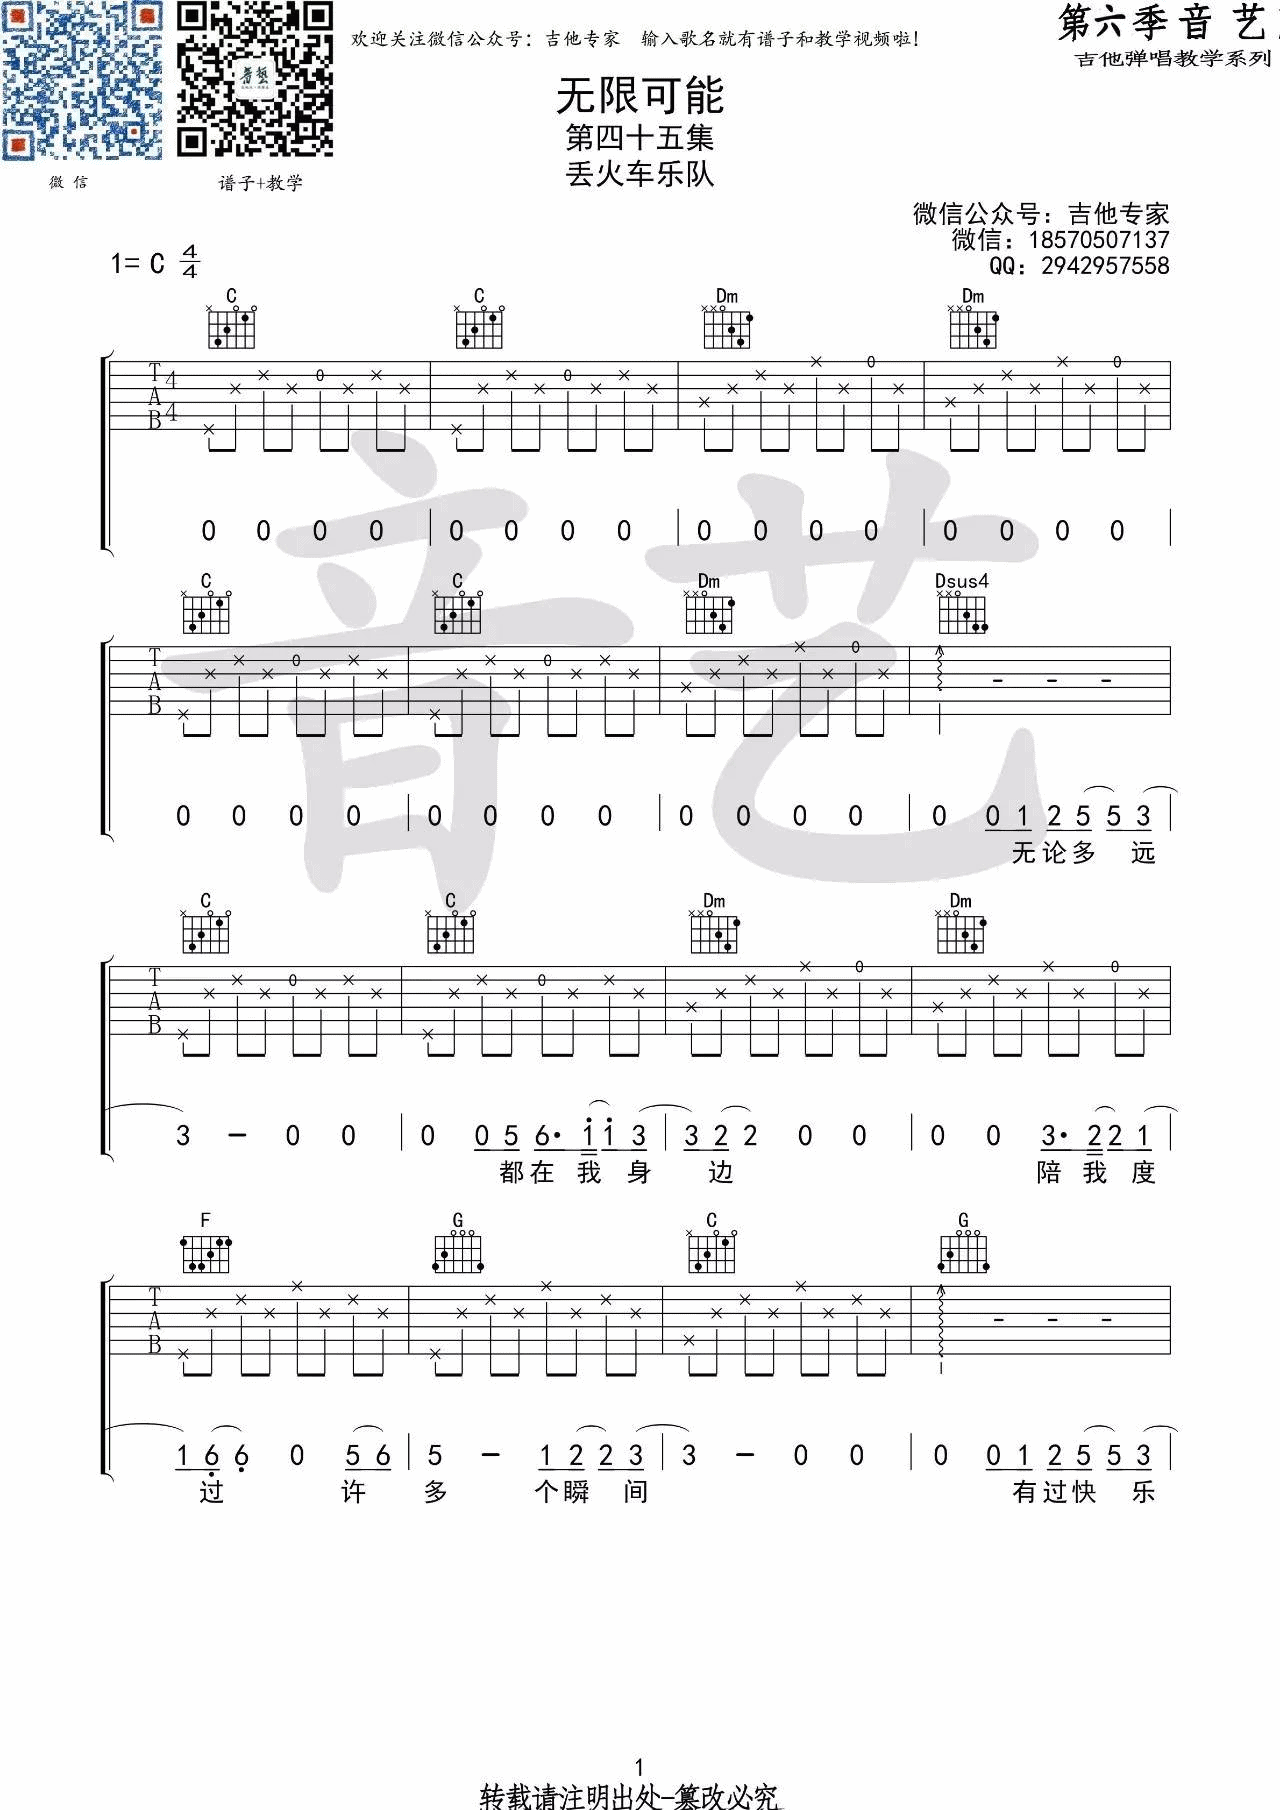 欢迎关注微信公众号：吉他专家　输入歌名就有谱子和教学视频啦！
第六季音艺
吉他弹唱教学系列
微 信
谱子+教学
无限可能
第四十五集
丢火车乐队
微信公众号：吉他专家
微信：18570507137
QQ：2942957558
1= C 4/4
C C Dm Dm
T A B 4 4
0 0 0 0 | 0 0 0 0 | 0 0 0 0 | 0 0 0 0 |
C C Dm Dsus4
T A B
0 0 0 0 | 0 0 0 0 | 0 0 0 0 | 0 0 1 2 5 5 3
无论多 远
C C Dm Dm
T A B
3 – 0 0 | 0 0 5 6· 1 1 3 | 3 2 2 0 0 | 0 0 3· 2 2 1 |
都在我 身 边 陪我 度
F G C G
T A B
1 6 6 0 5 6 | 5 – 1 2 2 3 | 3 – 0 0 | 0 0 1 2 5 5 3 |
过 许 多 个瞬 间 有过快 乐
音艺
1
转载请注明出处-篡改必究